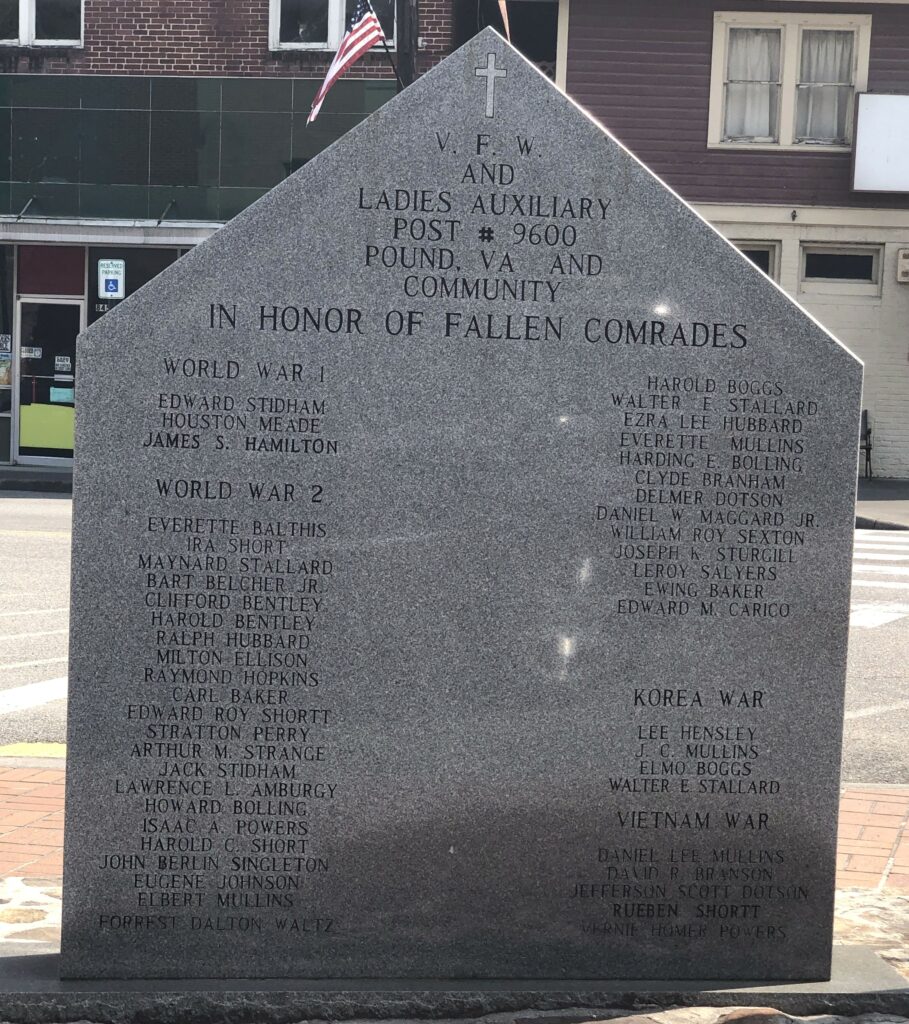 V. F. W.
AND
LADIES AUXILIARY
POST # 9600
POUND, VA AND
COMMUNITY
IN HONOR OF FALLEN COMRADES
WORLD WAR 1
EDWARD STIDHAM
HOUSTON MEADE
JAMES S. HAMILTON
WORLD WAR 2
EVERETTE BALTHIS
IRA SHORT
MAYNARD STALLARD
BART BELCHER JR.
CLIFFORD BENTLEY
HAROLD BENTLEY
RALPH HUBBARD
MILTON ELLISON
RAYMOND HOPKINS
CARL BAKER
EDWARD ROY SHORTT
STRATTON PERRY
ARTHUR M. STRANGE
JACK STIDHAM
LAWRENCE L. AMBURGY
HOWARD BOLLING
ISAAC A. POWERS
HAROLD C. SHORT
JOHN BERLIN SINGLETON
EUGENE JOHNSON
ELBERT MULLINS
FORREST DALTON WALTZ
HAROLD BOGGS
WALTER E. STALLARD
EZRA LEE HUBBARD
EVERETTE MULLINS
HARDING E. BOLLING
CLYDE BRANHAM
DELMER DOTSON
DANIEL W. MAGGARD JR.
WILLIAM ROY SEXTON
JOSEPH K. STURGILL
LEROY SALYERS
EWING BAKER
EDWARD M. CARICO
KOREA WAR
LEE HENSLEY
J. C. MULLINS
ELMO BOGGS
WALTER E. STALLARD
VIETNAM WAR
DANIEL LEE MULLINS
DAVID R. BRANSON
JEFFERSON SCOTT DOTSON
RUEBEN SHORTT
VERNIE HOMER POWERS
RESERVED
PARKING